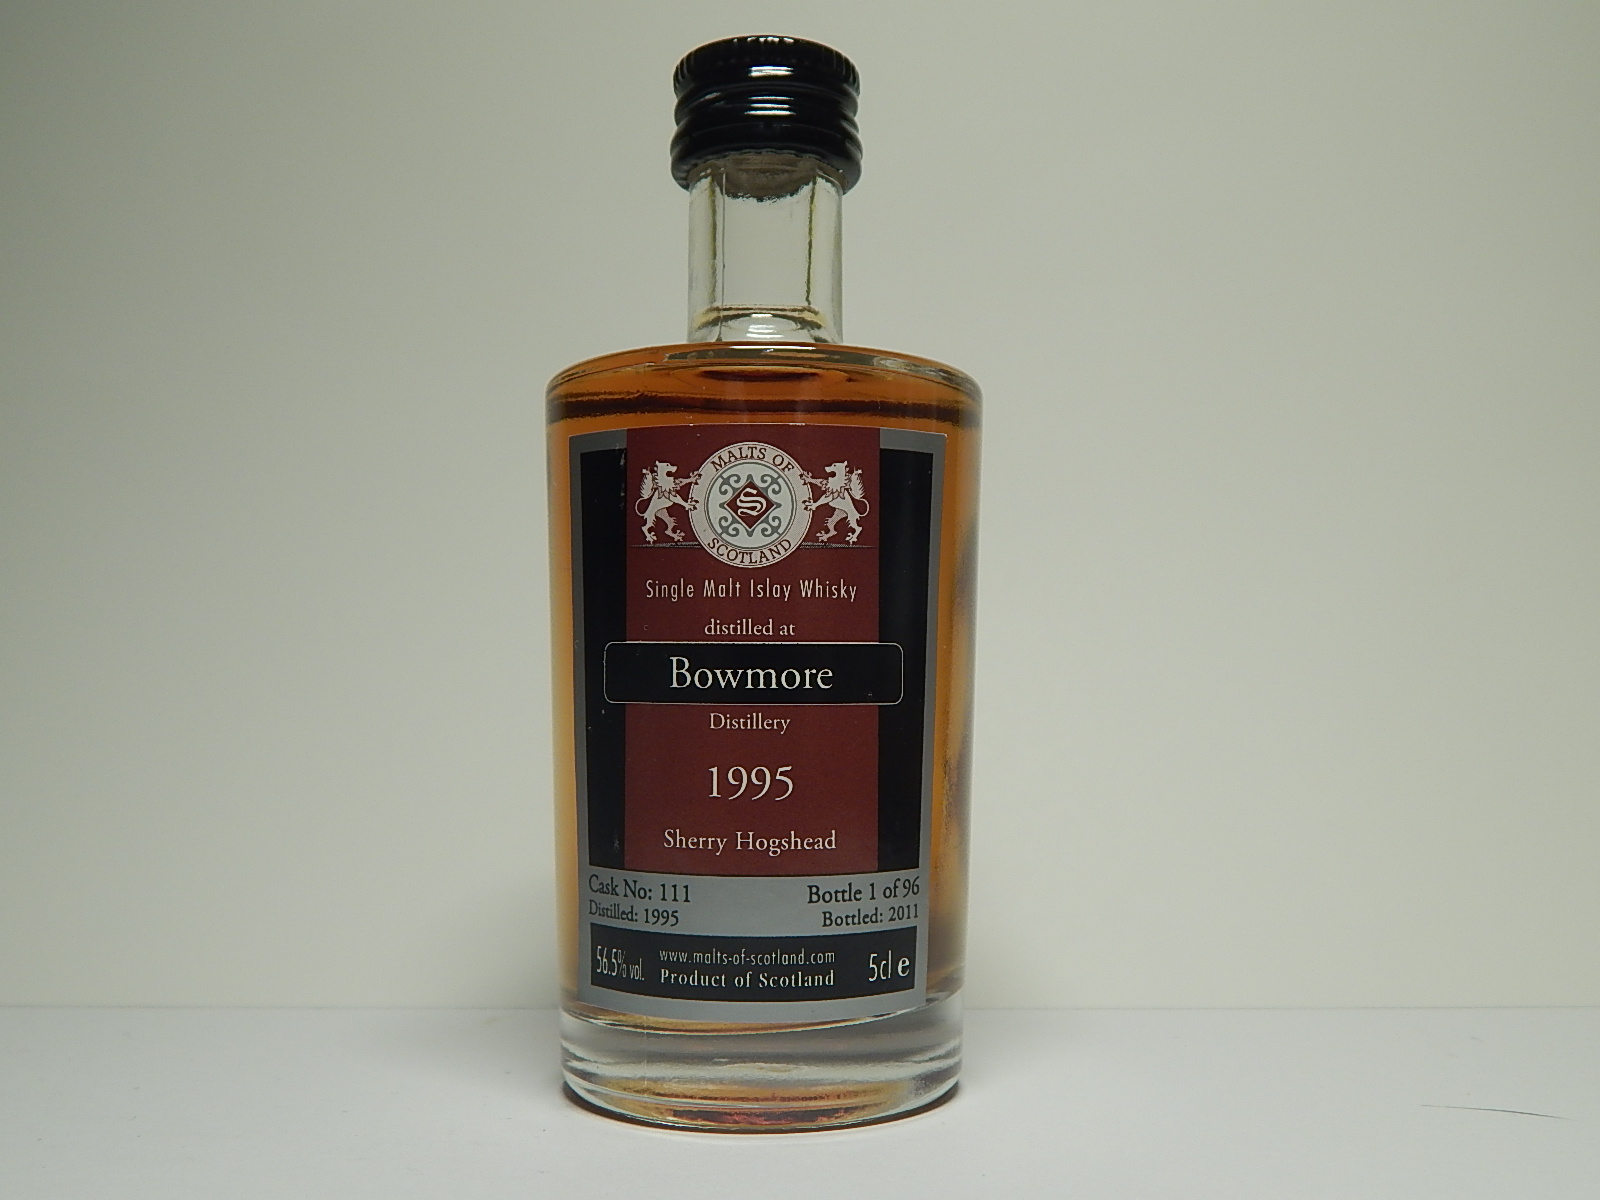 MALTS OF
S
SCOTLAND
Single Malt Islay Whisky
distilled at
Bowmore
Distillery
1995
Sherry Hogshead
Cask No: 111
Distilled: 1995
Bottle 1 of 96
Bottled: 2011
56.5% vol.
www.malts-of-scotland.com
Product of Scotland
5cl e